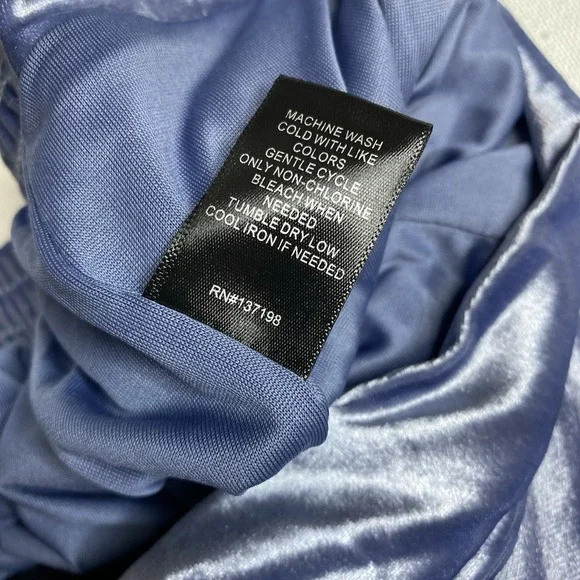 MACHINE WASH
COLD WITH LIKE
COLORS
GENTLE CYCLE
ONLY NON-CHLORINE
BLEACH WHEN
NEEDED
TUMBLE DRY LOW
COOL IRON IF NEEDED
RN#137198